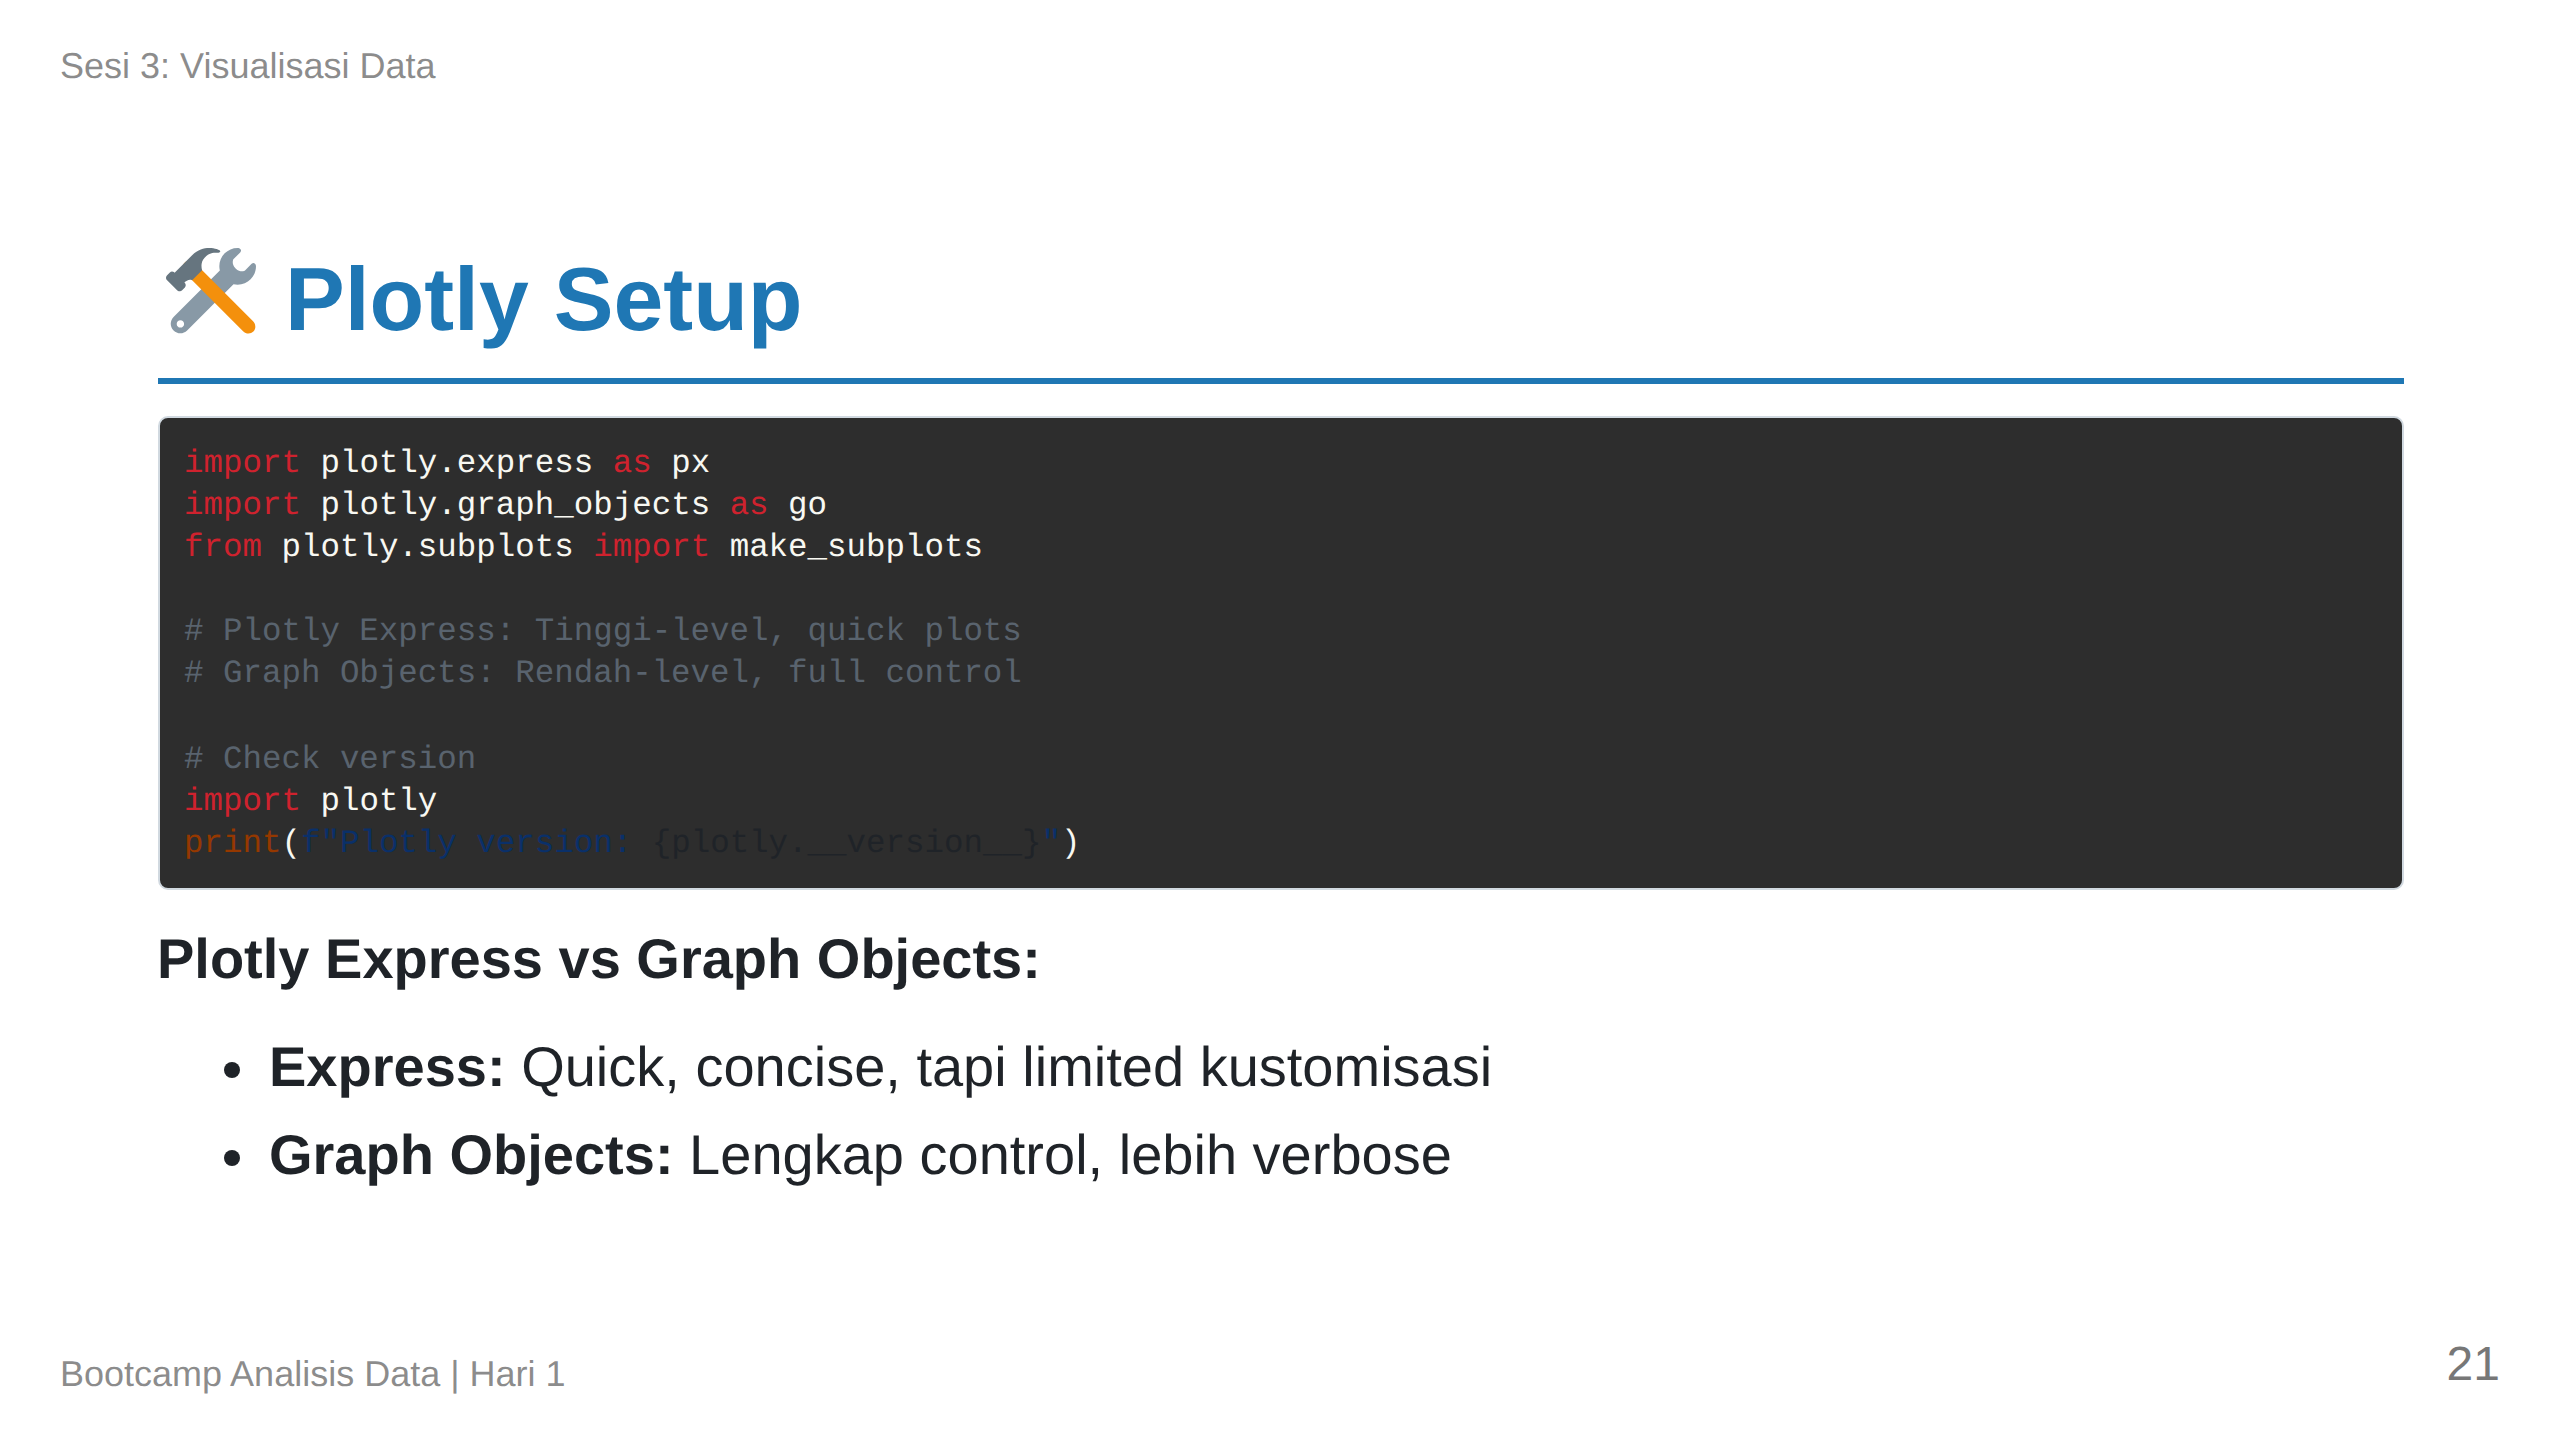 Sesi 3: Visualisasi Data
🛠️ Plotly Setup
import plotly.express as px
import plotly.graph_objects as go
from plotly.subplots import make_subplots
# Plotly Express: Tinggi-level, quick plots
# Graph Objects: Rendah-level, full control
# Check version
import plotly
print(f"Plotly version: {plotly.__version__}")
Plotly Express vs Graph Objects:
• Express: Quick, concise, tapi limited kustomisasi
• Graph Objects: Lengkap control, lebih verbose
Bootcamp Analisis Data | Hari 1
21